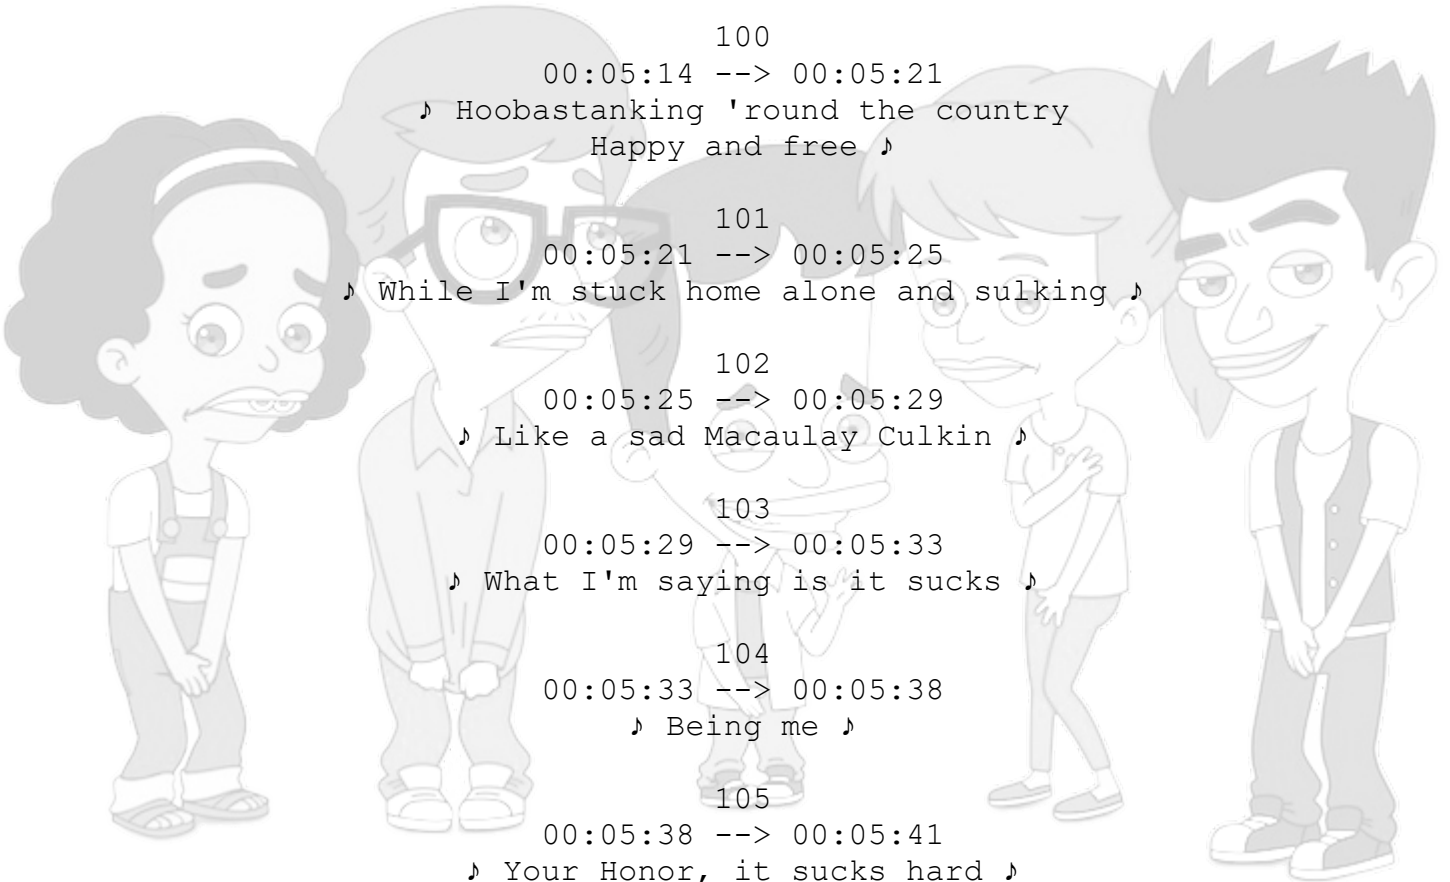 100
00:05:14 --> 00:05:21
♪ Hoobastanking 'round the country
Happy and free ♪
101
00:05:21 --> 00:05:25
♪ While I'm stuck home alone and sulking ♪
102
00:05:25 --> 00:05:29
♪ Like a sad Macaulay Culkin ♪
103
00:05:29 --> 00:05:33
♪ What I'm saying is it sucks ♪
104
00:05:33 --> 00:05:38
♪ Being me ♪
105
00:05:38 --> 00:05:41
♪ Your Honor, it sucks hard ♪